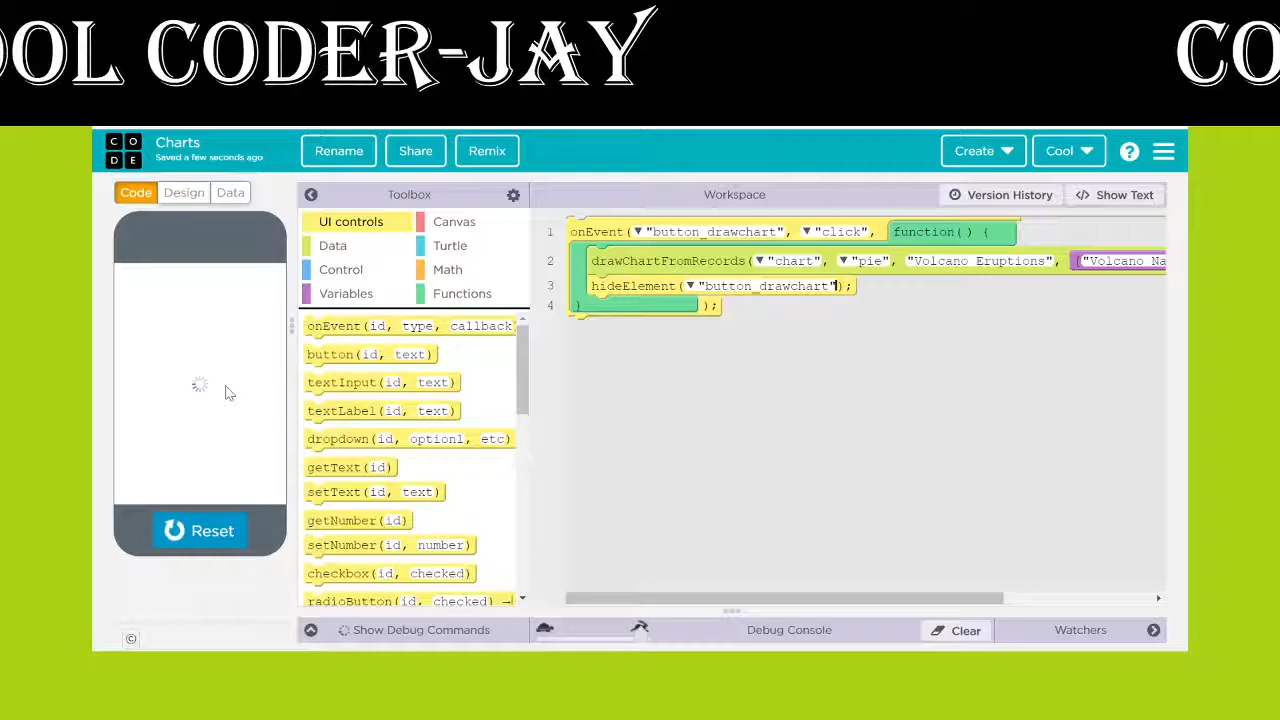 OOL CODER-JAY CO
C O
D E
Charts
Saved a few seconds ago
Rename
Share
Remix
Create
Cool
?
Code
Design
Data
Toolbox
Workspace
Version History
</> Show Text
UI controls
Canvas
Data
Turtle
Control
Math
Variables
Functions
onEvent(id, type, callback
button(id, text)
textInput(id, text)
textLabel(id, text)
dropdown(id, option1, etc)
getText(id)
setText(id, text)
getNumber(id)
setNumber(id, number)
checkbox(id, checked)
radioButton(id, checked)
1 onEvent("button_drawchart", "click", function() {
2 drawChartFromRecords("chart", "pie", "Volcano Eruptions", ["Volcano Na
3 hideElement("button_drawchart");
4 });
Reset
©
Show Debug Commands
Debug Console
Clear
Watchers